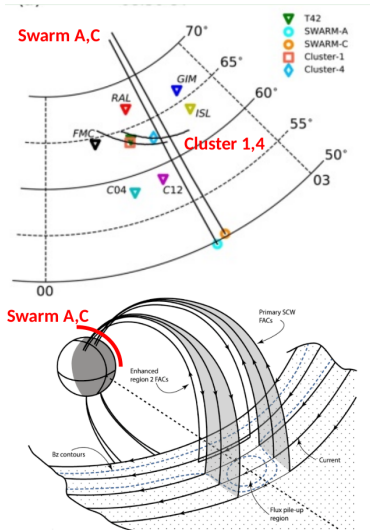 Swarm A,C
70°
T42
SWARM-A
SWARM-C
Cluster-1
Cluster-4
65°
GIM
60°
RAL
ISL
55°
FMC
Cluster 1,4
50°
03
C04
C12
00
Swarm A,C
Primary SCW
FACs
Enhanced
region 2 FACs
Bz contours
Current
Flux pile-up
region